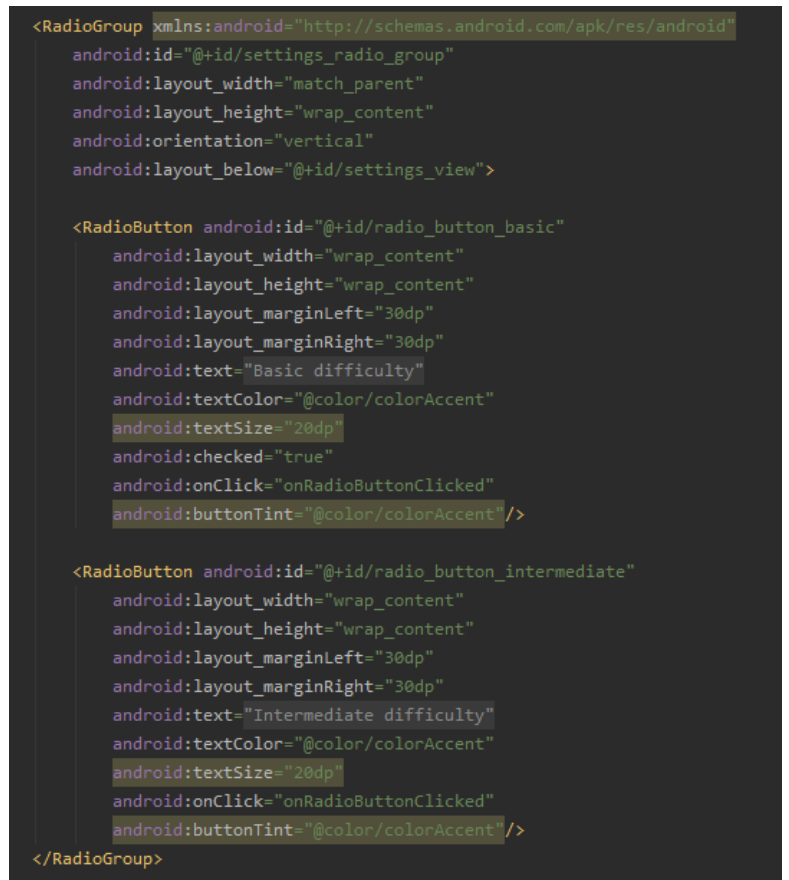 <RadioGroup xmlns:android="http://schemas.android.com/apk/res/android"
    android:id="@+id/settings_radio_group"
    android:layout_width="match_parent"
    android:layout_height="wrap_content"
    android:orientation="vertical"
    android:layout_below="@+id/settings_view">

    <RadioButton android:id="@+id/radio_button_basic"
        android:layout_width="wrap_content"
        android:layout_height="wrap_content"
        android:layout_marginLeft="30dp"
        android:layout_marginRight="30dp"
        android:text="Basic difficulty"
        android:textColor="@color/colorAccent"
        android:textSize="20dp"
        android:checked="true"
        android:onClick="onRadioButtonClicked"
        android:buttonTint="@color/colorAccent"/>

    <RadioButton android:id="@+id/radio_button_intermediate"
        android:layout_width="wrap_content"
        android:layout_height="wrap_content"
        android:layout_marginLeft="30dp"
        android:layout_marginRight="30dp"
        android:text="Intermediate difficulty"
        android:textColor="@color/colorAccent"
        android:textSize="20dp"
        android:onClick="onRadioButtonClicked"
        android:buttonTint="@color/colorAccent"/>
</RadioGroup>